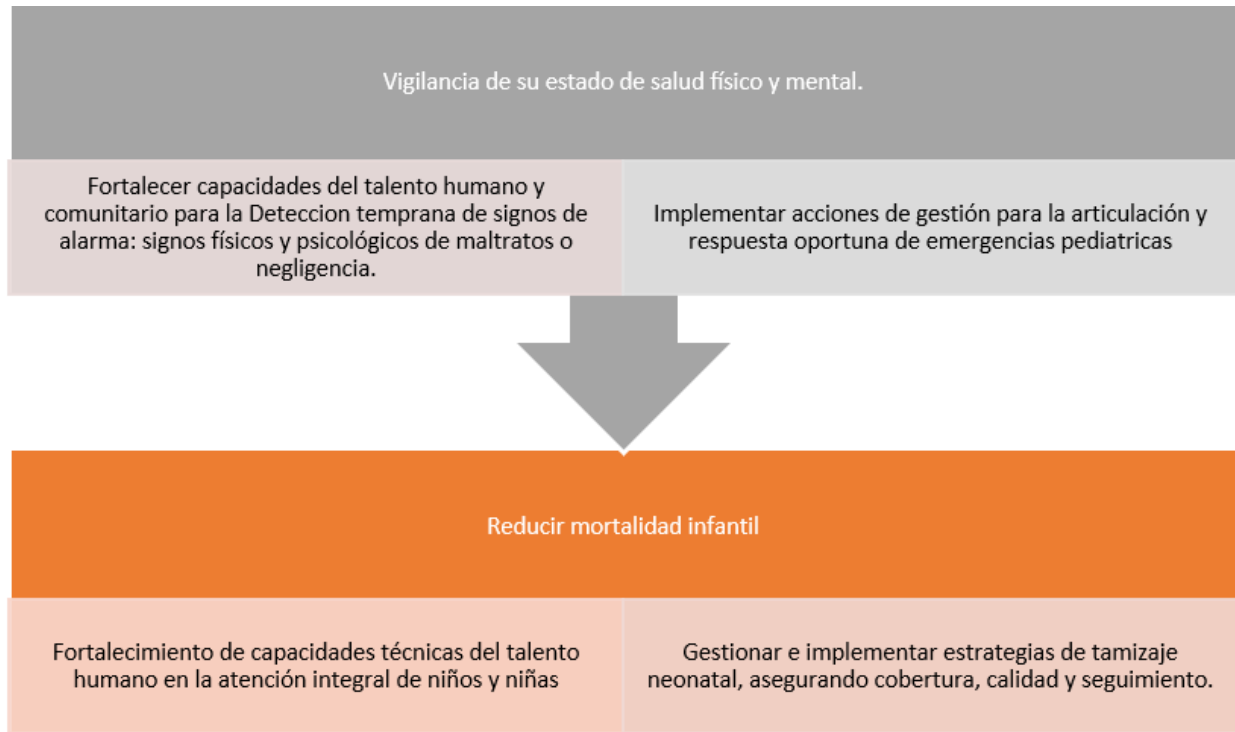 Vigilancia de su estado de salud físico y mental.
Fortalecer capacidades del talento humano y
comunitario para la Deteccion temprana de signos de
alarma: signos físicos y psicológicos de maltratos o
negligencia.
Implementar acciones de gestión para la articulación y
respuesta oportuna de emergencias pediatricas
Reducir mortalidad infantil
Fortalecimiento de capacidades técnicas del talento
humano en la atención integral de niños y niñas
Gestionar e implementar estrategias de tamizaje
neonatal, asegurando cobertura, calidad y seguimiento.